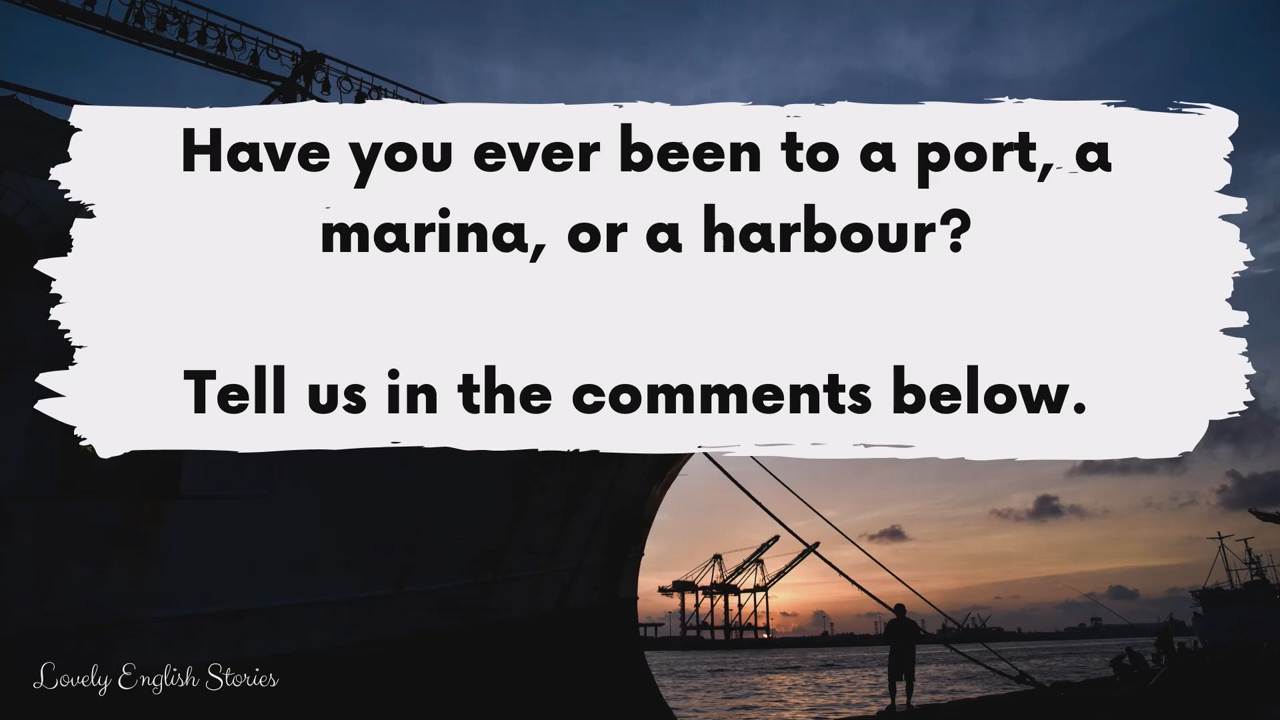 Have you ever been to a port, a
marina, or a harbour?
Tell us in the comments below.
Lovely English Stories